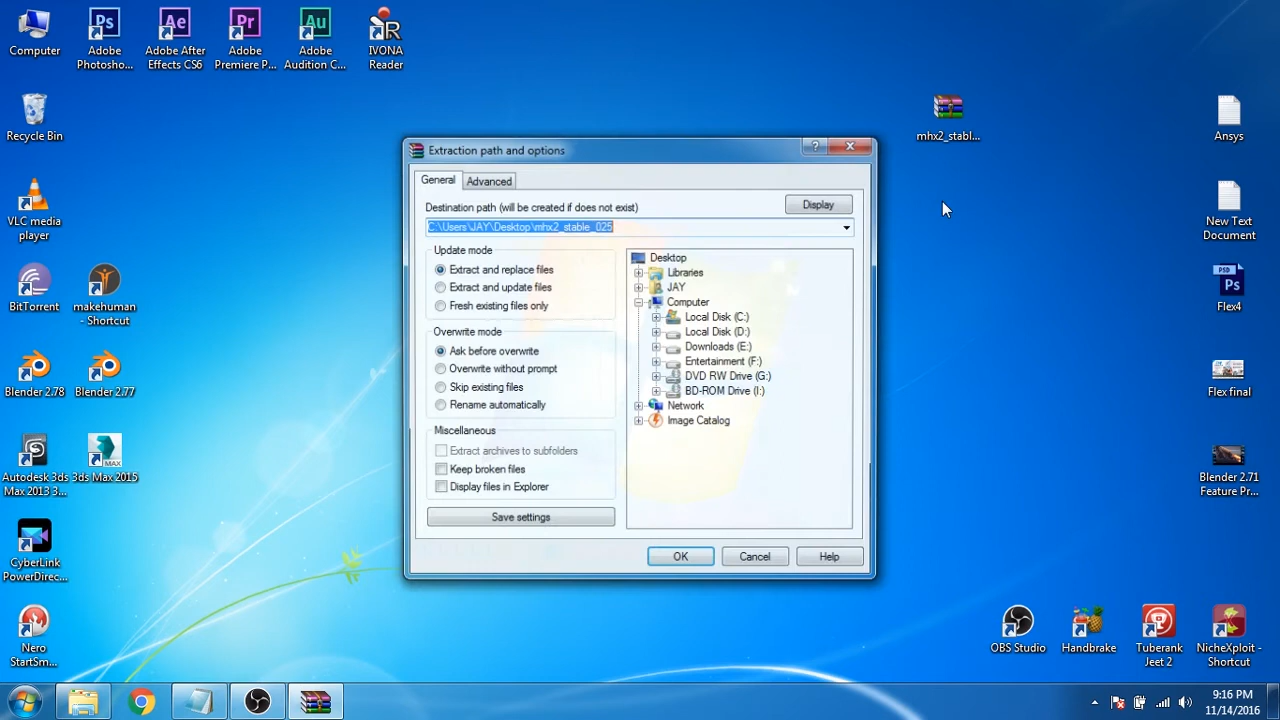 Computer
Adobe
Photosho...
Adobe After
Effects CS6
Adobe
Premiere P...
Adobe
Audition C...
IVONA
Reader
Recycle Bin
mhx2_stabl...
Ansys
VLC media
player
New Text
Document
BitTorrent
makehuman
- Shortcut
Flex4
Blender 2.78
Blender 2.77
Flex final
Autodesk 3ds
Max 2013 3...
3ds Max 2015
Blender 2.71
Feature Pr...
CyberLink
PowerDirec...
Nero
StartSm...
OBS Studio
Handbrake
Tuberank
Jeet 2
NicheXploit -
Shortcut
Extraction path and options
General
Advanced
Destination path (will be created if does not exist)
Display
C:\Users\JAY\Desktop\mhx2_stable_025
Update mode
Extract and replace files
Extract and update files
Fresh existing files only
Overwrite mode
Ask before overwrite
Overwrite without prompt
Skip existing files
Rename automatically
Miscellaneous
Extract archives to subfolders
Keep broken files
Display files in Explorer
Save settings
Desktop
Libraries
JAY
Computer
Local Disk (C:)
Local Disk (D:)
Downloads (E:)
Entertainment (F:)
DVD RW Drive (G:)
BD-ROM Drive (I:)
Network
Image Catalog
OK
Cancel
Help
9:16 PM
11/14/2016